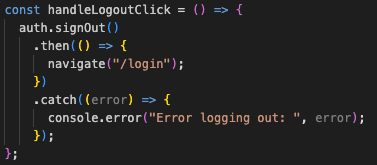 const handleLogoutClick = () => {
  auth.signOut()
    .then(() => {
      navigate("/login");
    })
    .catch((error) => {
      console.error("Error logging out: ", error);
    });
};